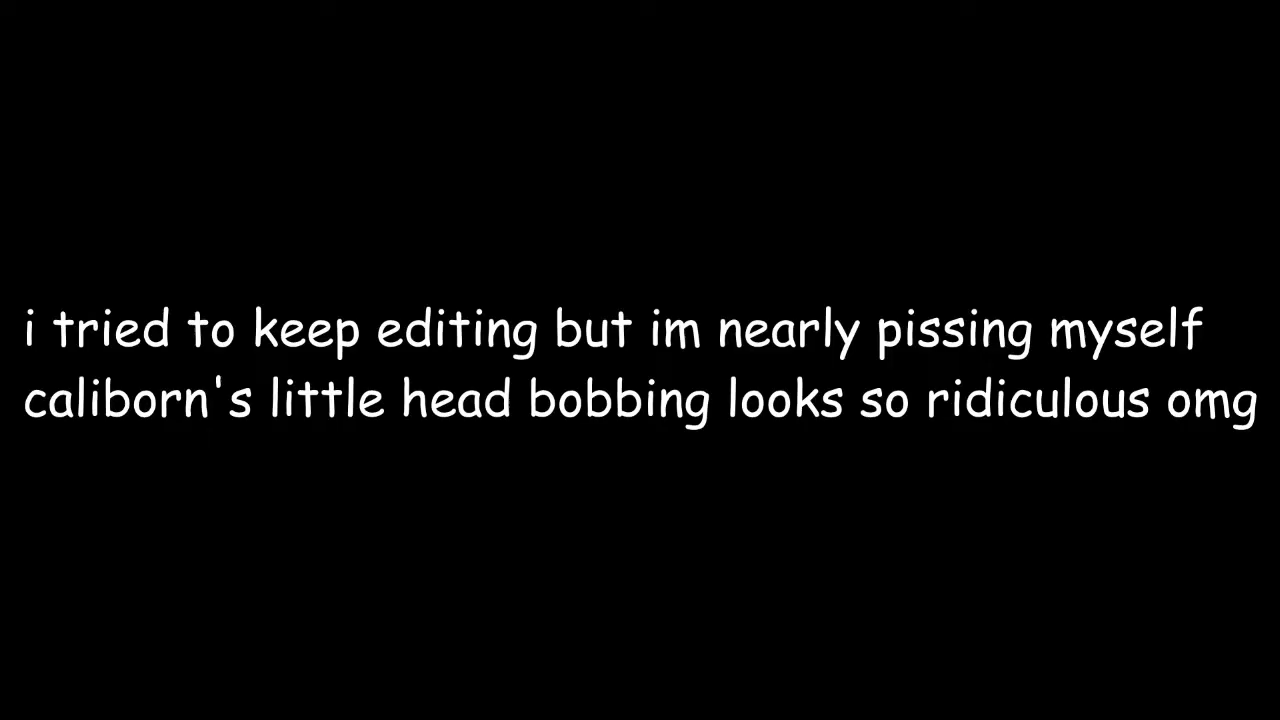 i tried to keep editing but im nearly pissing myself
caliborn's little head bobbing looks so ridiculous omg